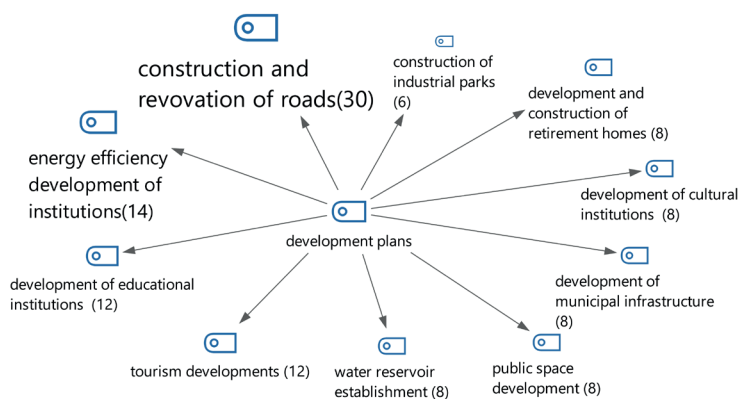 construction and
revovation of roads(30)
construction of
industrial parks
(6)
development and
construction of
retirement homes (8)
energy efficiency
development of
institutions(14)
development of cultural
institutions (8)
development plans
development of educational
institutions (12)
development of
municipal infrastructure
(8)
tourism developments (12)
water reservoir
establishment (8)
public space
development (8)